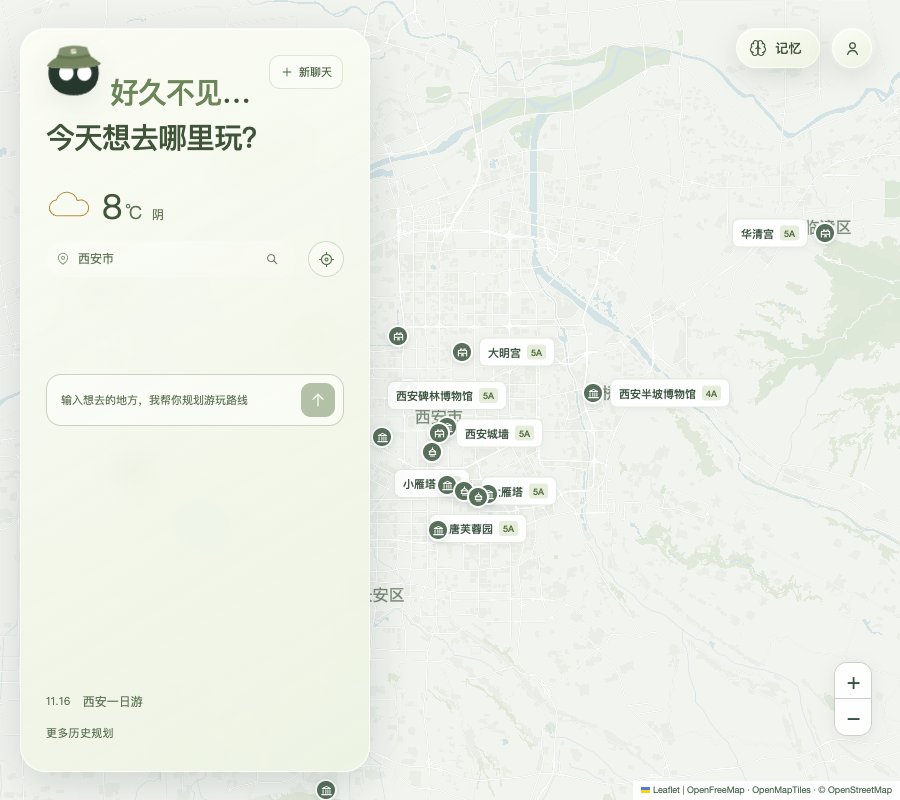 好久不见...
新聊天
今天想去哪里玩?
8℃ 阴
西安市
输入想去的地方，我帮你规划游玩路线
11.16 西安一日游
更多历史规划
记忆
华清宫 5A
大明宫 5A
西安半坡博物馆 4A
西安碑林博物馆 5A
西安市
西安城墙 5A
小雁塔
雁塔 5A
唐芙蓉园 5A
安区
+
−
Leaflet | OpenFreeMap · OpenMapTiles · © OpenStreetMap